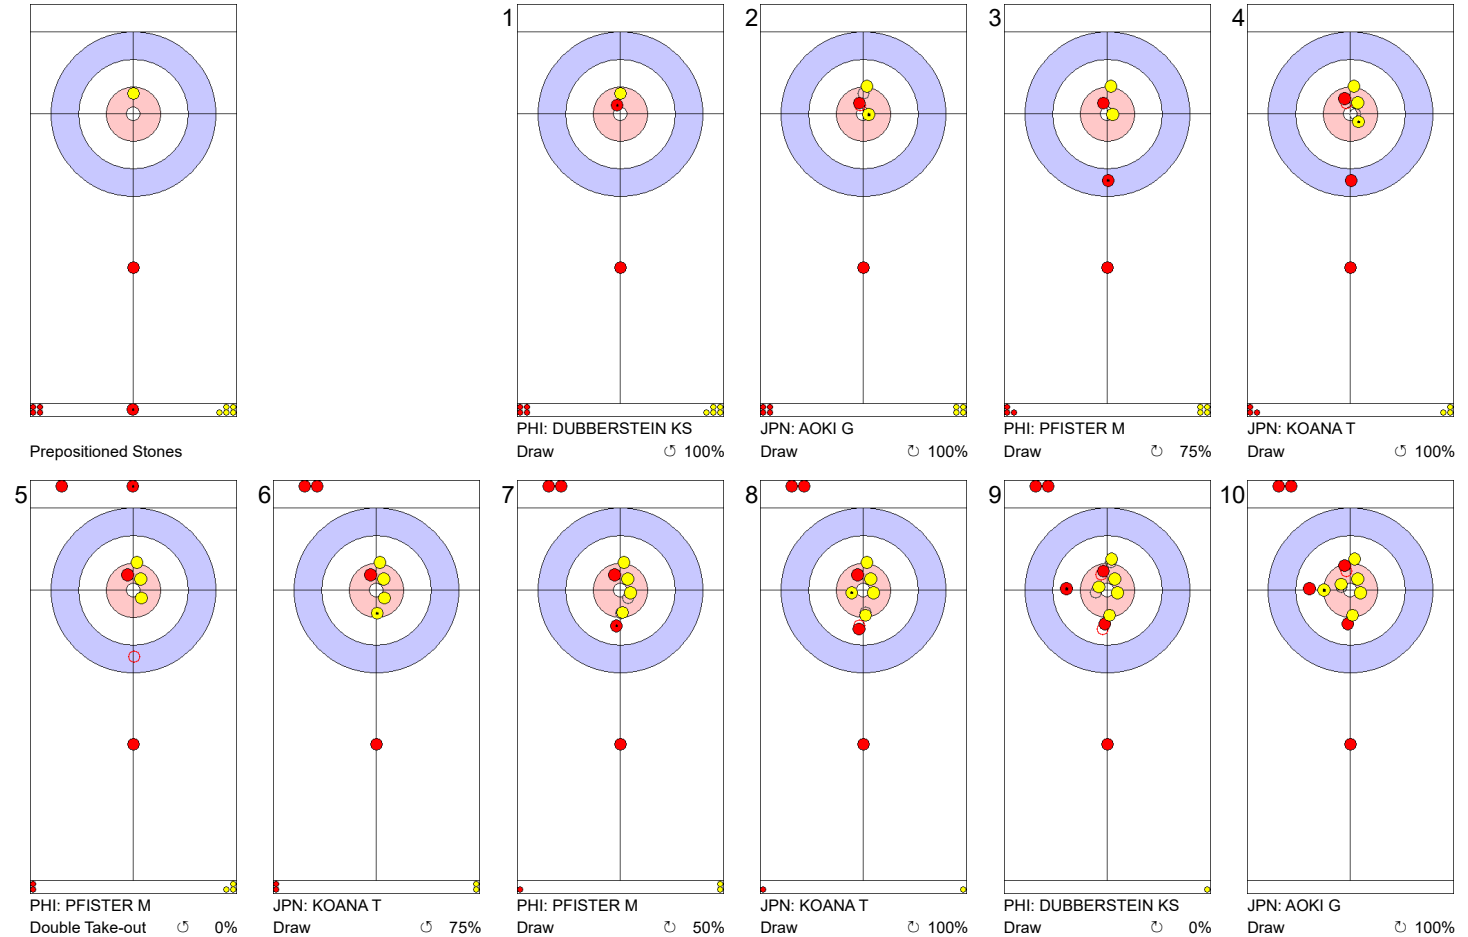 1
2
3
4
Prepositioned Stones
PHI: DUBBERSTEIN KS
Draw 100%
JPN: AOKI G
Draw 100%
PHI: PFISTER M
Draw 75%
JPN: KOANA T
Draw 100%
5
6
7
8
9
10
PHI: PFISTER M
Double Take-out 0%
JPN: KOANA T
Draw 75%
PHI: PFISTER M
Draw 50%
JPN: KOANA T
Draw 100%
PHI: DUBBERSTEIN KS
Draw 0%
JPN: AOKI G
Draw 100%